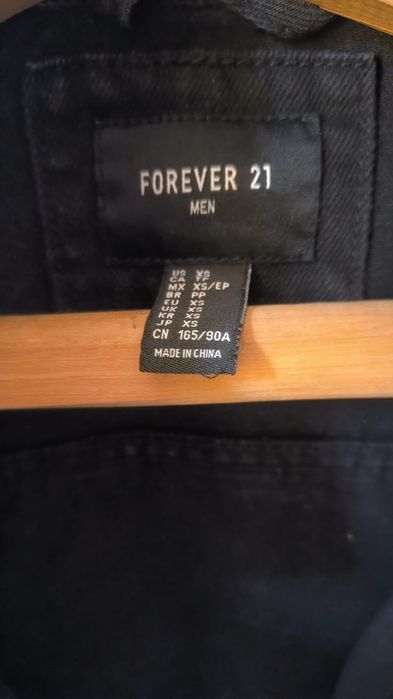 FOREVER 21
MEN
US XS
CA TP
MX XS/EP
BR PP
EU XS
UK XS
KR XS
JP XS
CN 165/90A
MADE IN CHINA